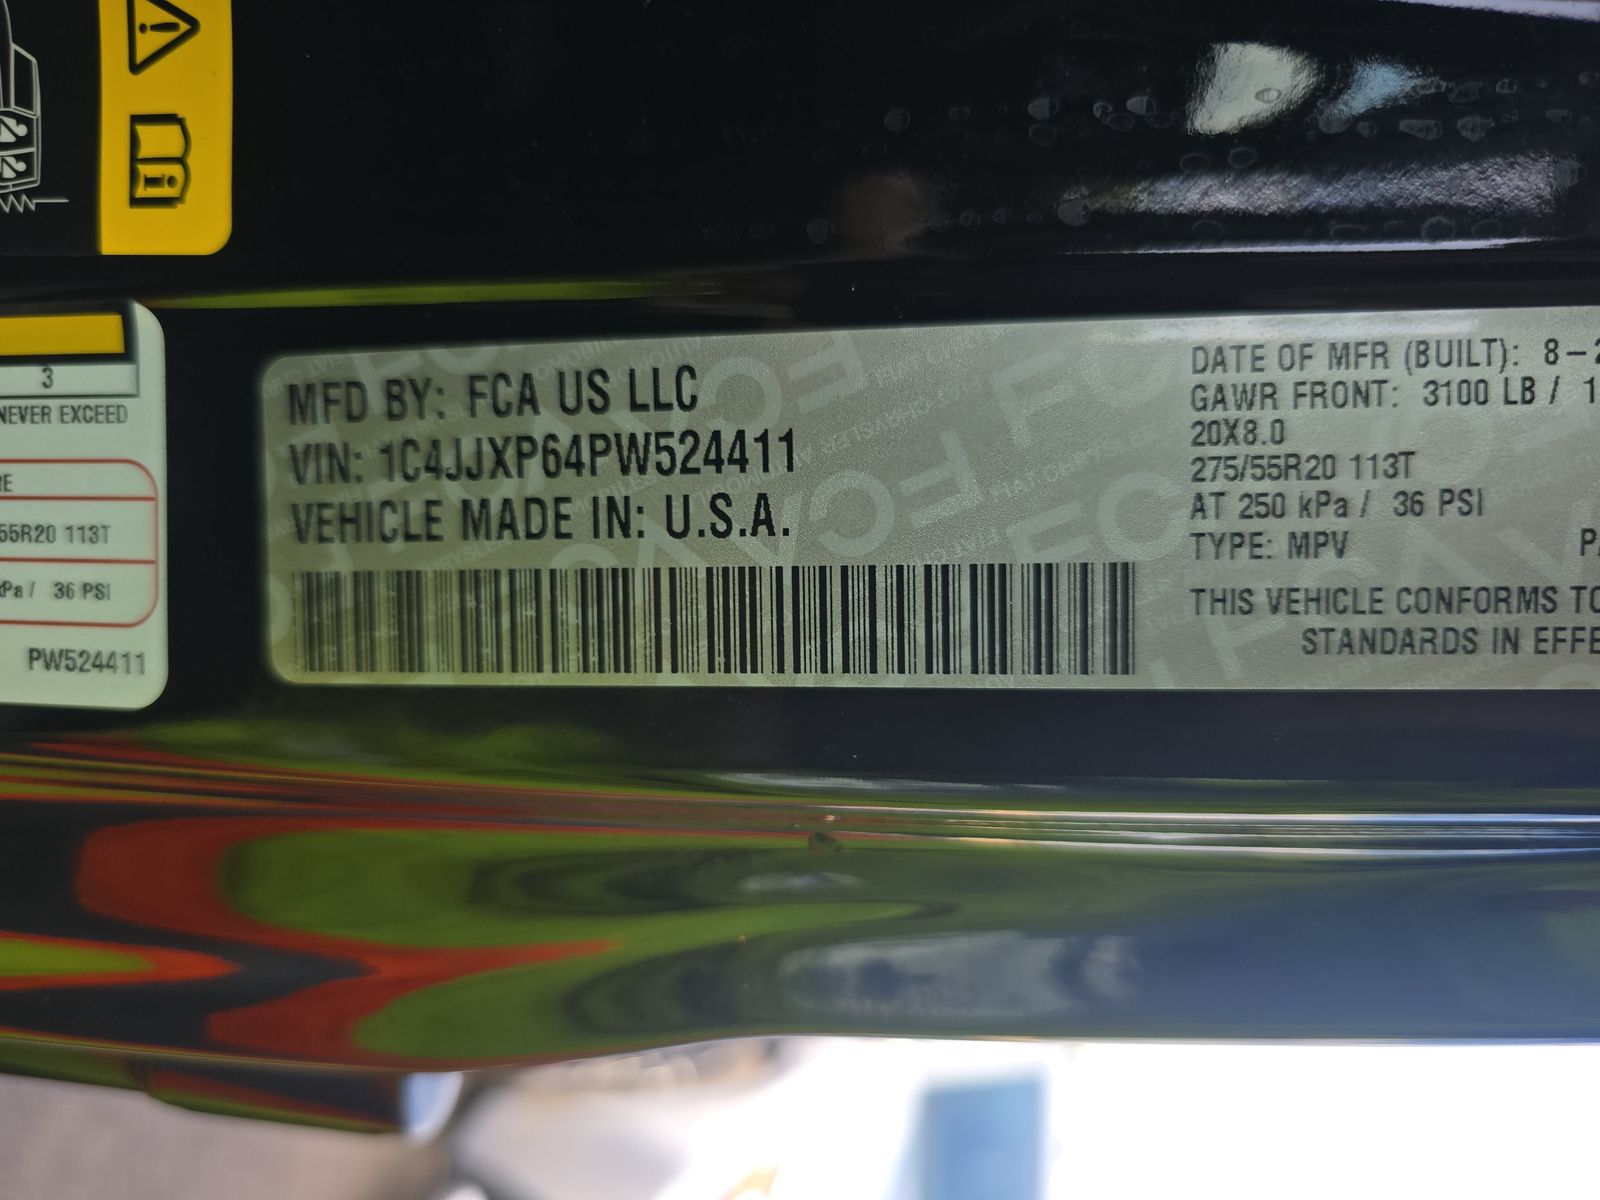 3
NEVER EXCEED
55R20 113T
kPa / 36 PSI
PW524411
MFD BY: FCA US LLC
VIN: 1C4JJXP64PW524411
VEHICLE MADE IN: U.S.A.
DATE OF MFR (BUILT): 8-2
GAWR FRONT: 3100 LB / 1
20X8.0
275/55R20 113T
AT 250 kPa / 36 PSI
TYPE: MPV
THIS VEHICLE CONFORMS TO
STANDARDS IN EFFE